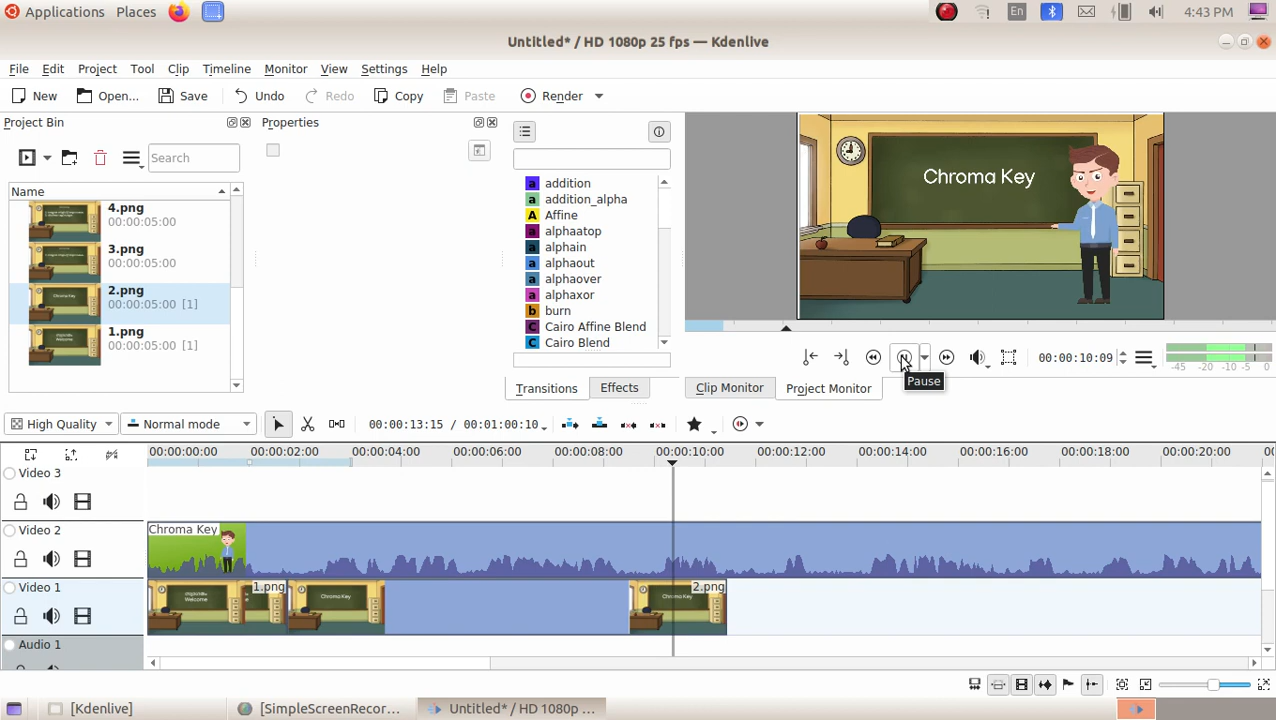 Applications Places En 4:43 PM
Untitled* / HD 1080p 25 fps — Kdenlive
File Edit Project Tool Clip Timeline Monitor View Settings Help
New Open... Save Undo Redo Copy Paste Render
Project Bin Properties
Search
Name
4.png
00:00:05:00
3.png
00:00:05:00
2.png
00:00:05:00 [1]
1.png
00:00:05:00 [1]
addition
addition_alpha
Affine
alphaatop
alphain
alphaout
alphaover
alphaxor
burn
Cairo Affine Blend
Cairo Blend
Transitions Effects
Chroma Key
00:00:10:09
-45 -20 -10 -5 0
Pause
Clip Monitor Project Monitor
High Quality Normal mode 00:00:13:15 / 00:01:00:10
00:00:00:00 00:00:02:00 00:00:04:00 00:00:06:00 00:00:08:00 00:00:10:00 00:00:12:00 00:00:14:00 00:00:16:00 00:00:18:00 00:00:20:00 00
Video 3
Video 2
Chroma Key
Video 1
1.png
2.png
Welcome
Chroma Key
Chroma Key
Audio 1
[Kdenlive] [SimpleScreenRecor... Untitled* / HD 1080p ...